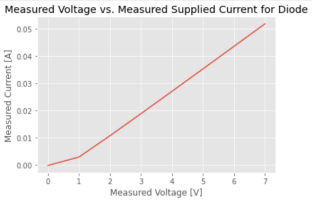 Measured Voltage vs. Measured Supplied Current for Diode
Measured Current [A]
0.05
0.04
0.03
0.02
0.01
0.00
0 1 2 3 4 5 6 7
Measured Voltage [V]